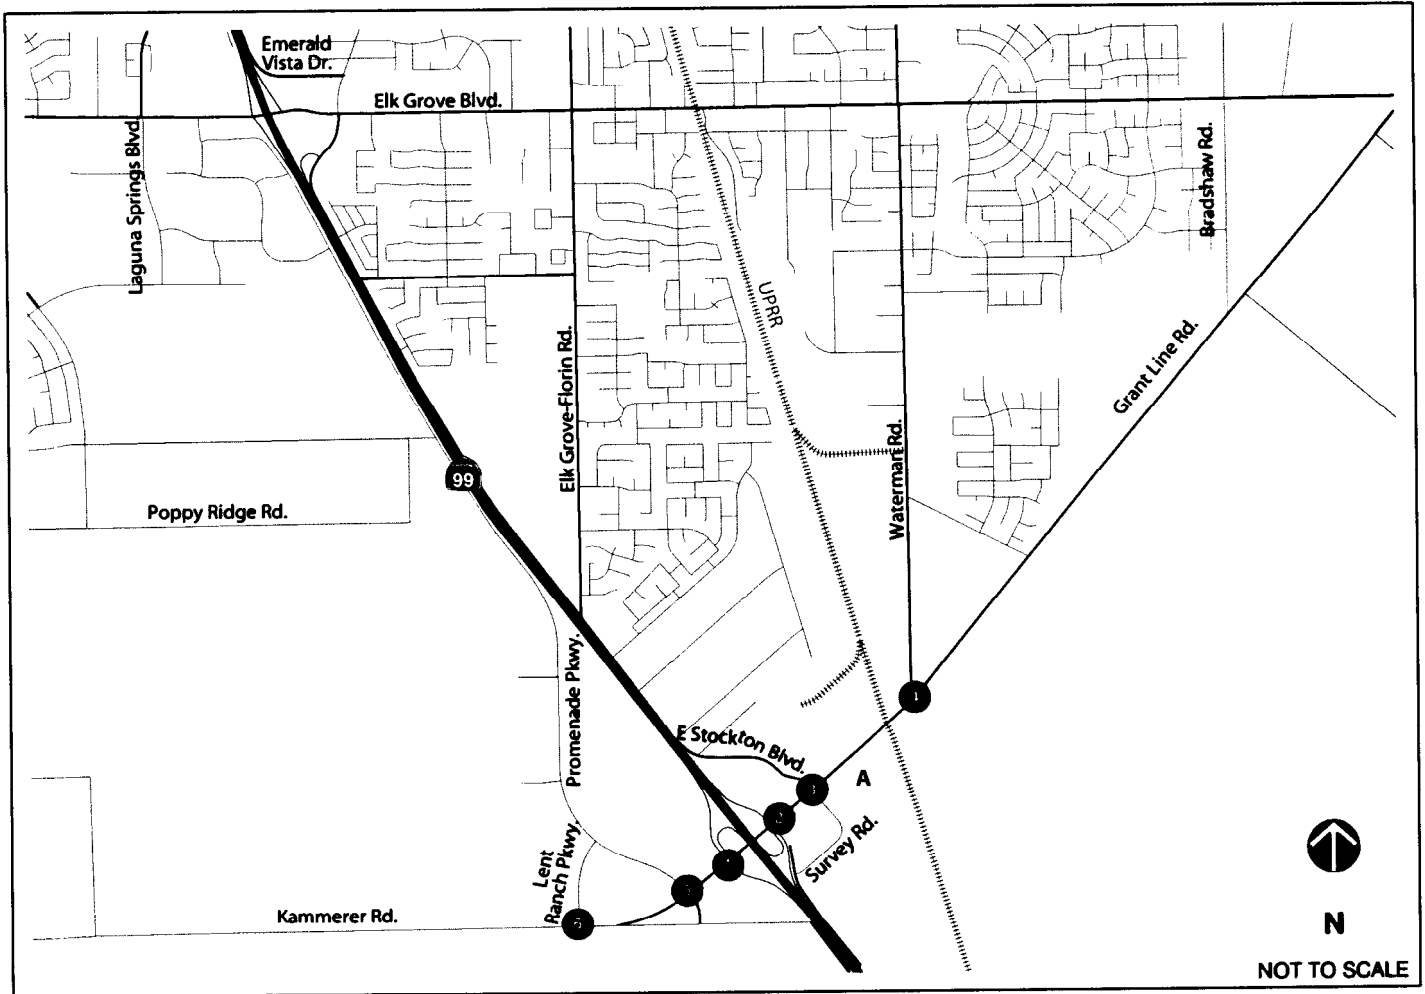 Emerald
Vista Dr.
Elk Grove Blvd.
Laguna Springs Blvd.
Bradshaw Rd.
UPRR
Elk Grove-Florin Rd.
Grant Line Rd.
Waterman Rd.
99
Poppy Ridge Rd.
Promenade Pkwy.
E Stockton Blvd.
A
Survey Rd.
Lent
Ranch Pkwy.
Kammerer Rd.
N
NOT TO SCALE